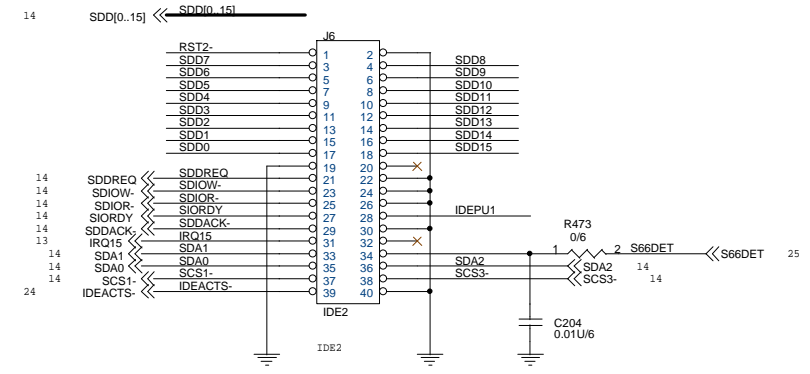 14 SDD[0..15] SDD[0..15]
J6
RST2- 1 2
SDD7 3 4 SDD8
SDD6 5 6 SDD9
SDD5 7 8 SDD10
SDD4 9 10 SDD11
SDD3 11 12 SDD12
SDD2 13 14 SDD13
SDD1 15 16 SDD14
SDD0 17 18 SDD15
19 20
14 SDDREQ SDDREQ 21 22
14 SDIOW- SDIOW- 23 24
14 SDIOR- SDIOR- 25 26
14 SIORDY SIORDY 27 28 IDEPU1
14 SDDACK- SDDACK- 29 30
13 IRQ15 IRQ15 31 32
14 SDA1 SDA1 33 34
14 SDA0 SDA0 35 36 SDA2 SDA2 14
14 SCS1- SCS1- 37 38 SCS3- SCS3- 14
24 IDEACTS- IDEACTS- 39 40
R473
0/6
1 2 S66DET S66DET 25
IDE2
IDE2
C204
0.01U/6